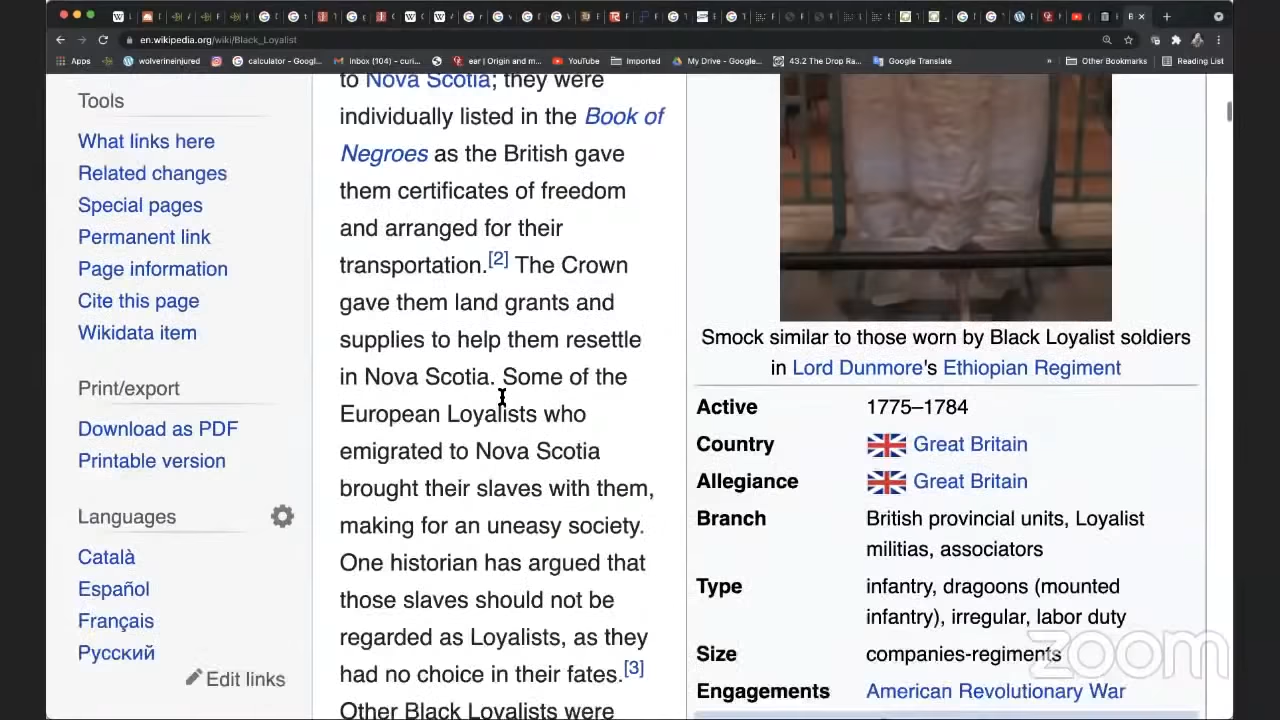 en.wikipedia.org/wiki/Black_Loyalist
Apps
wolverineinjured
calculator - Googl...
Inbox (104) - curi...
ear | Origin and m...
YouTube
Imported
My Drive - Google...
43.2 The Drop Ra...
Google Translate
»
Other Bookmarks
Reading List
Tools
What links here
Related changes
Special pages
Permanent link
Page information
Cite this page
Wikidata item
Print/export
Download as PDF
Printable version
Languages
Català
Español
Français
Русский
Edit links
to Nova Scotia; they were
individually listed in the Book of
Negroes as the British gave
them certificates of freedom
and arranged for their
transportation.[2] The Crown
gave them land grants and
supplies to help them resettle
in Nova Scotia. Some of the
European Loyalists who
emigrated to Nova Scotia
brought their slaves with them,
making for an uneasy society.
One historian has argued that
those slaves should not be
regarded as Loyalists, as they
had no choice in their fates.[3]
Other Black Loyalists were
Smock similar to those worn by Black Loyalist soldiers
in Lord Dunmore's Ethiopian Regiment
Active 1775–1784
Country Great Britain
Allegiance Great Britain
Branch British provincial units, Loyalist
militias, associators
Type infantry, dragoons (mounted
infantry), irregular, labor duty
Size companies-regiments
Engagements American Revolutionary War
zoom